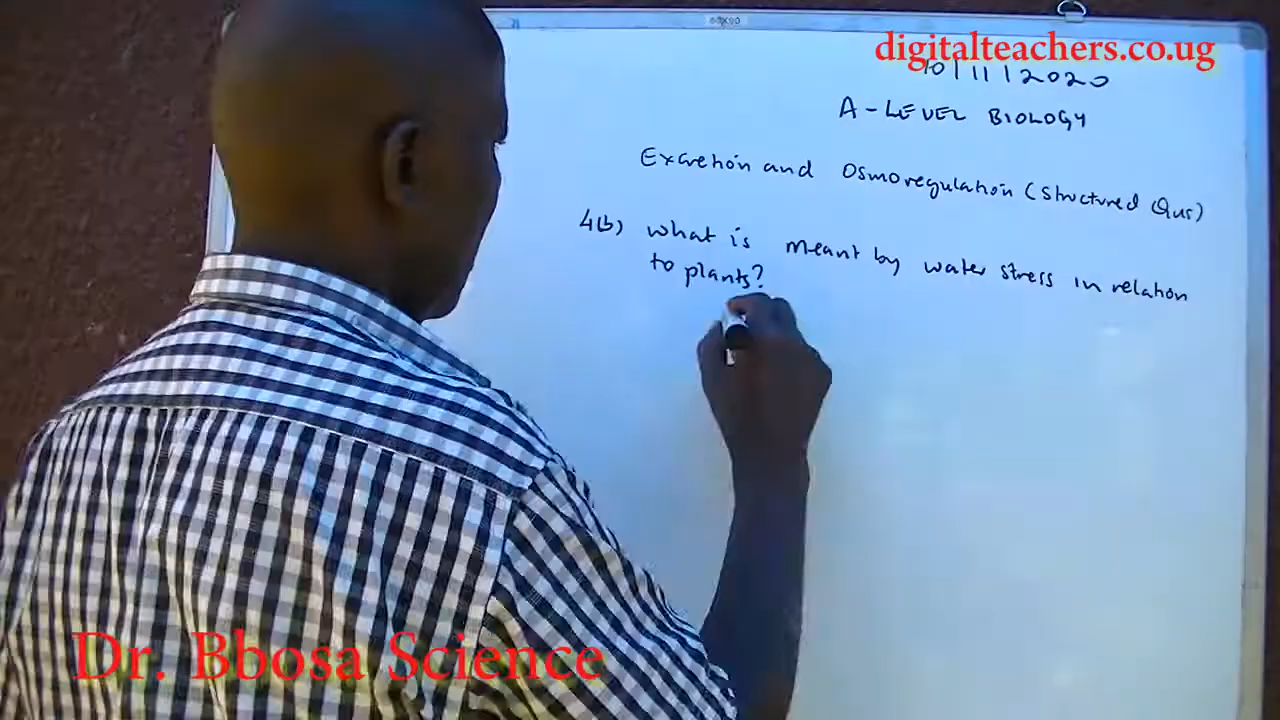 digitalteachers.co.ug
10/11/2020
A-LEVEL BIOLOGY
Excretion and Osmoregulation (Structured Qus)
4(b) What is meant by water stress in relation
to plants?
Dr. Bbosa Science